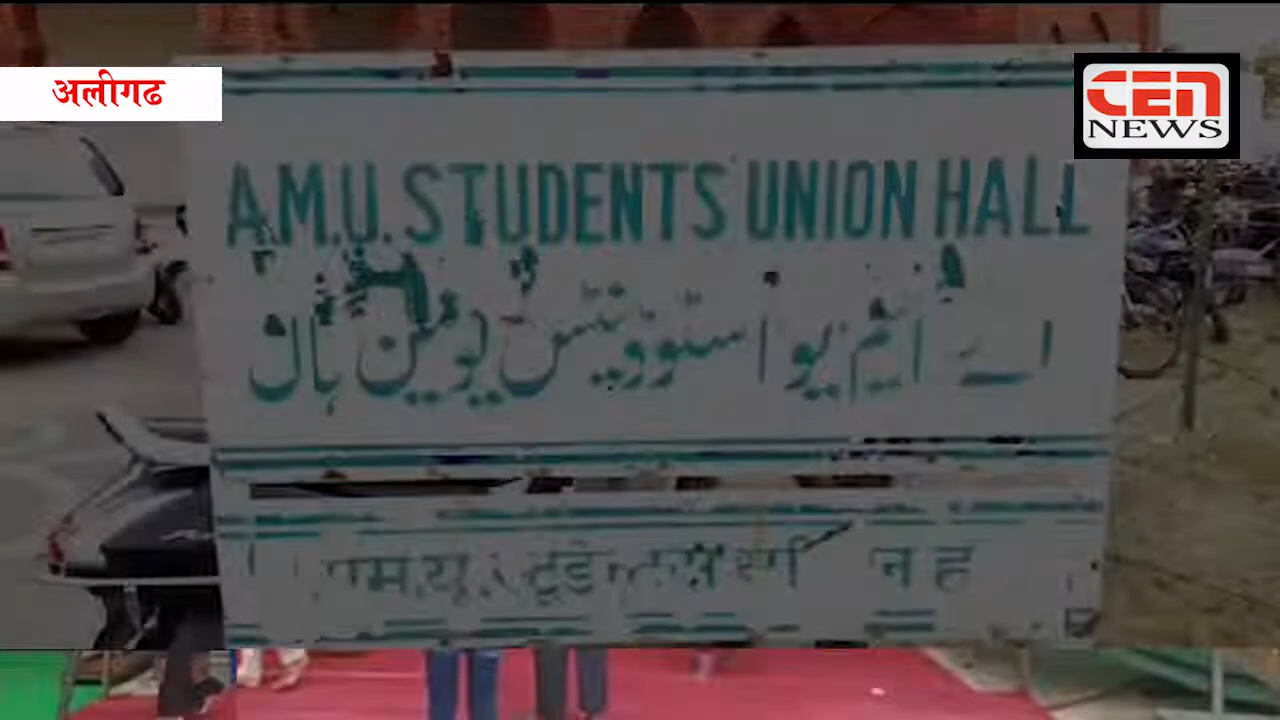 अलीगढ
CEN
NEWS
A.M.U. STUDENTS UNION HALL
اے ایم یو اسٹوڈینٹس یونین ہال